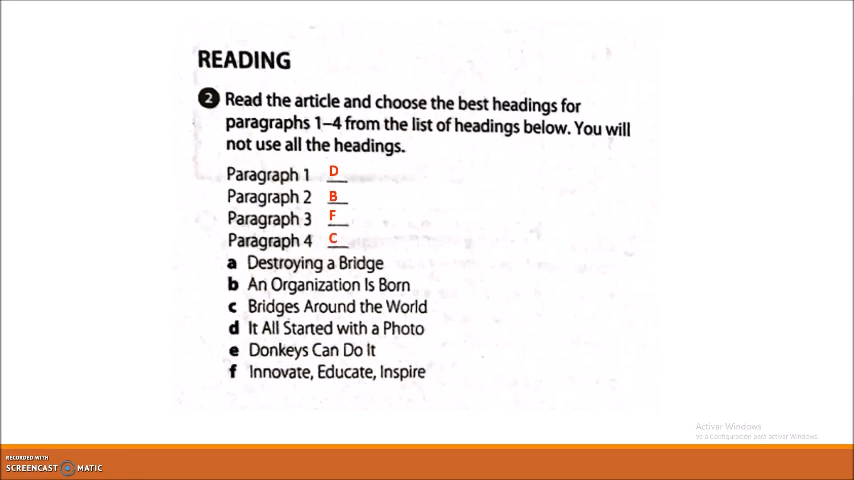 READING
2 Read the article and choose the best headings for
paragraphs 1–4 from the list of headings below. You will
not use all the headings.
Paragraph 1 D
Paragraph 2 B
Paragraph 3 F
Paragraph 4 C
a Destroying a Bridge
b An Organization Is Born
c Bridges Around the World
d It All Started with a Photo
e Donkeys Can Do It
f Innovate, Educate, Inspire
Activar Windows
Ve a Configuración para activar Windows.
RECORDED WITH
SCREENCAST MATIC